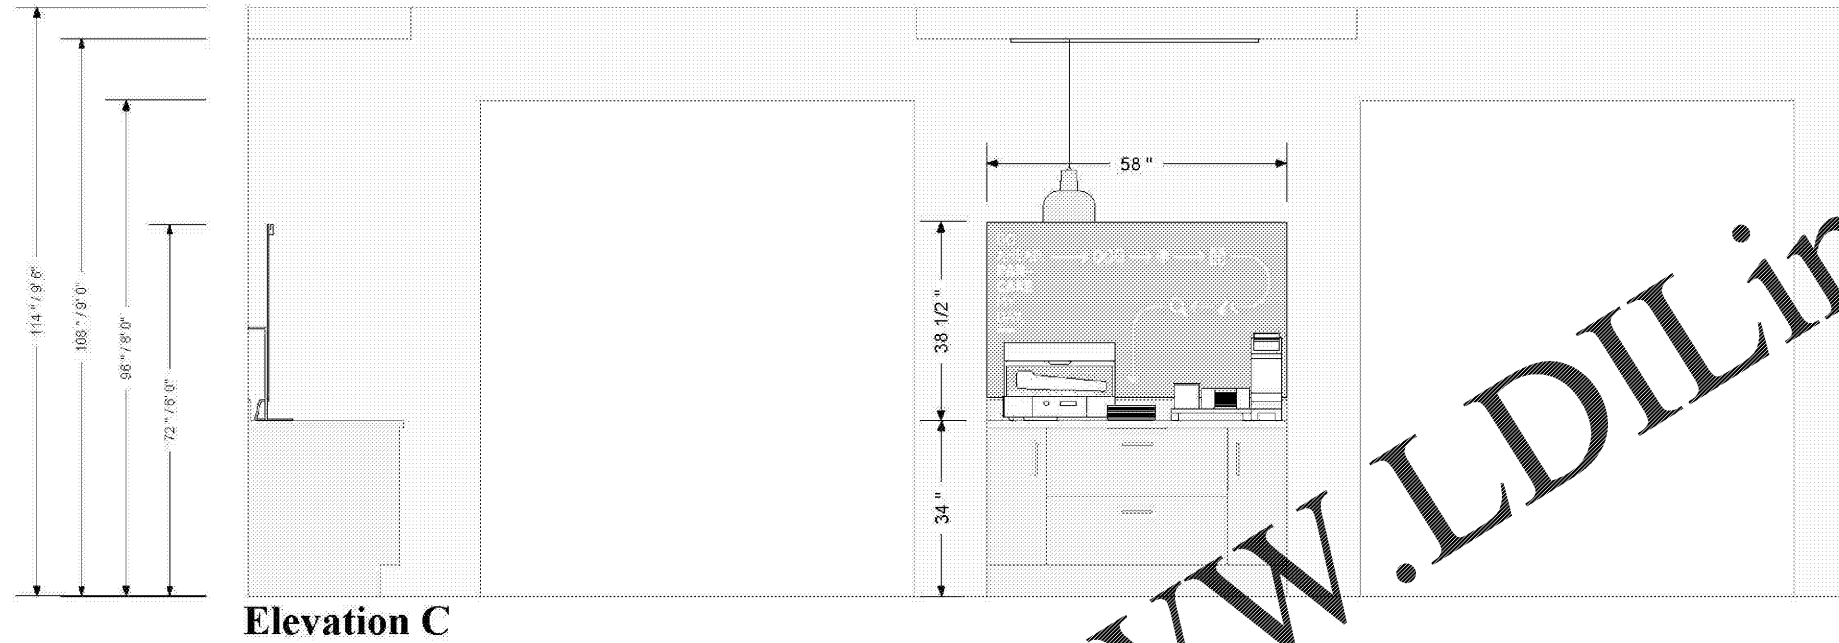 114 " / 9' 6"
108 " / 9' 0"
96 " / 8' 0"
72 " / 6' 0"
58 "
38 1/2 "
34 "
Elevation C
W.LDILin